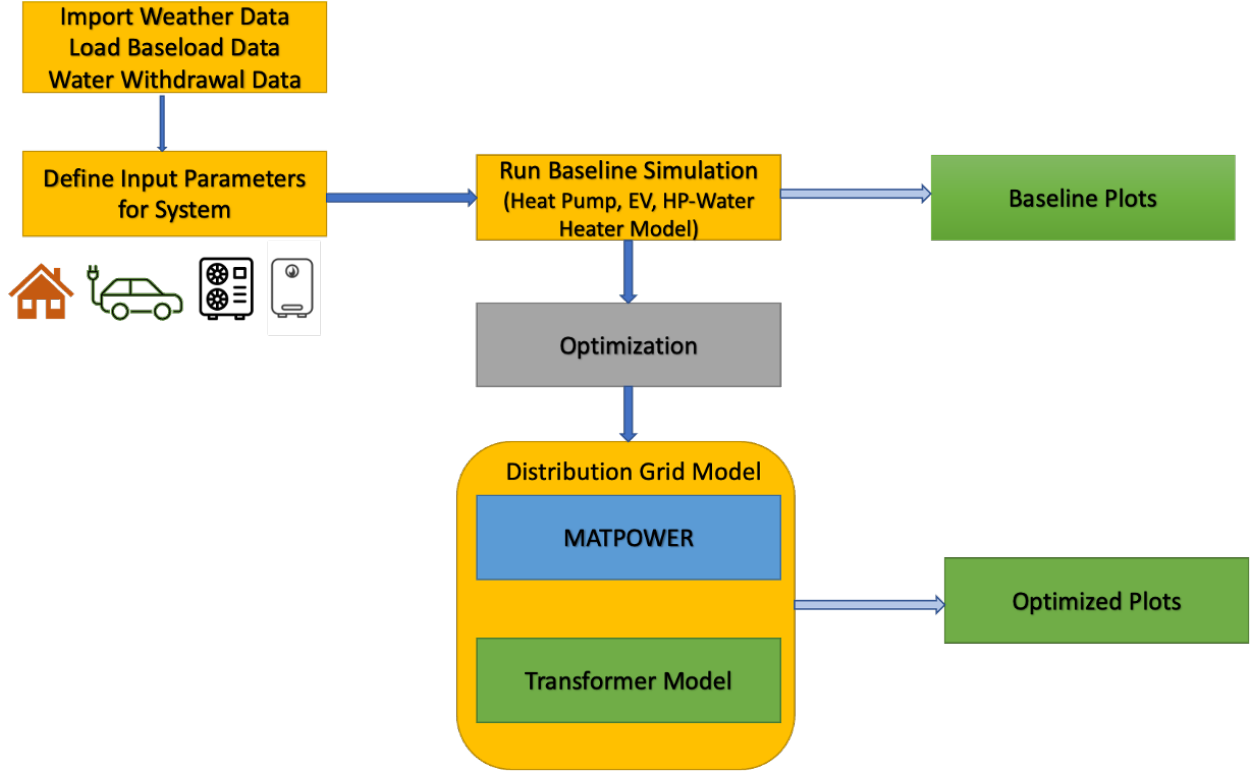 Import Weather Data
Load Baseload Data
Water Withdrawal Data
Define Input Parameters
for System
Run Baseline Simulation
(Heat Pump, EV, HP-Water
Heater Model)
Baseline Plots
Optimization
Distribution Grid Model
MATPOWER
Transformer Model
Optimized Plots